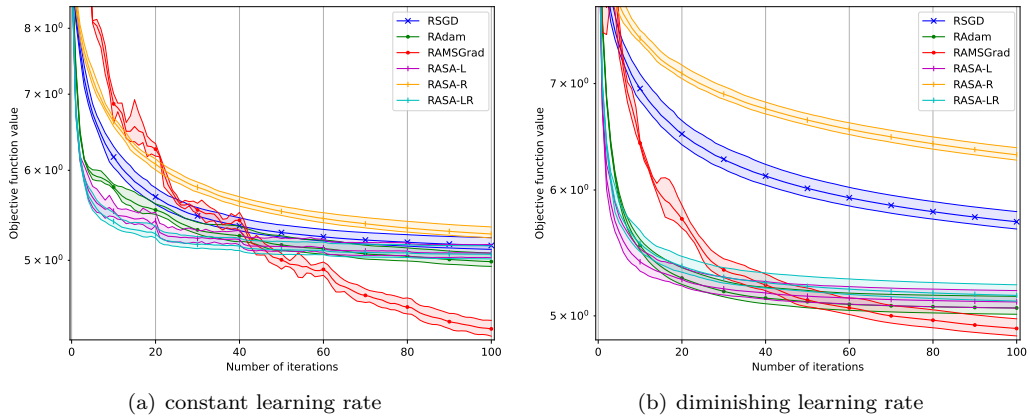 8 × 10⁰
7 × 10⁰
6 × 10⁰
5 × 10⁰
Objective function value
RSGD
RAdam
RAMSGrad
RASA-L
RASA-R
RASA-LR
0 20 40 60 80 100
Number of iterations
(a) constant learning rate
7 × 10⁰
6 × 10⁰
5 × 10⁰
Objective function value
RSGD
RAdam
RAMSGrad
RASA-L
RASA-R
RASA-LR
0 20 40 60 80 100
Number of iterations
(b) diminishing learning rate